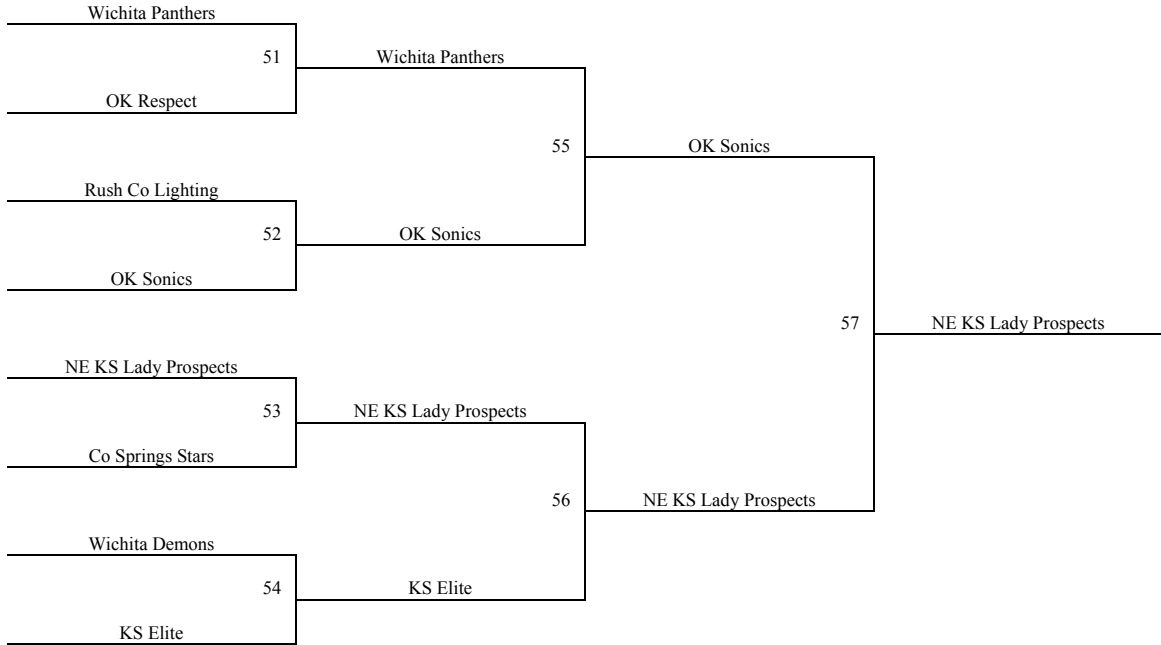 Wichita Panthers
51
Wichita Panthers
OK Respect
55
OK Sonics
Rush Co Lighting
52
OK Sonics
OK Sonics
57
NE KS Lady Prospects
NE KS Lady Prospects
53
NE KS Lady Prospects
Co Springs Stars
56
NE KS Lady Prospects
Wichita Demons
54
KS Elite
KS Elite